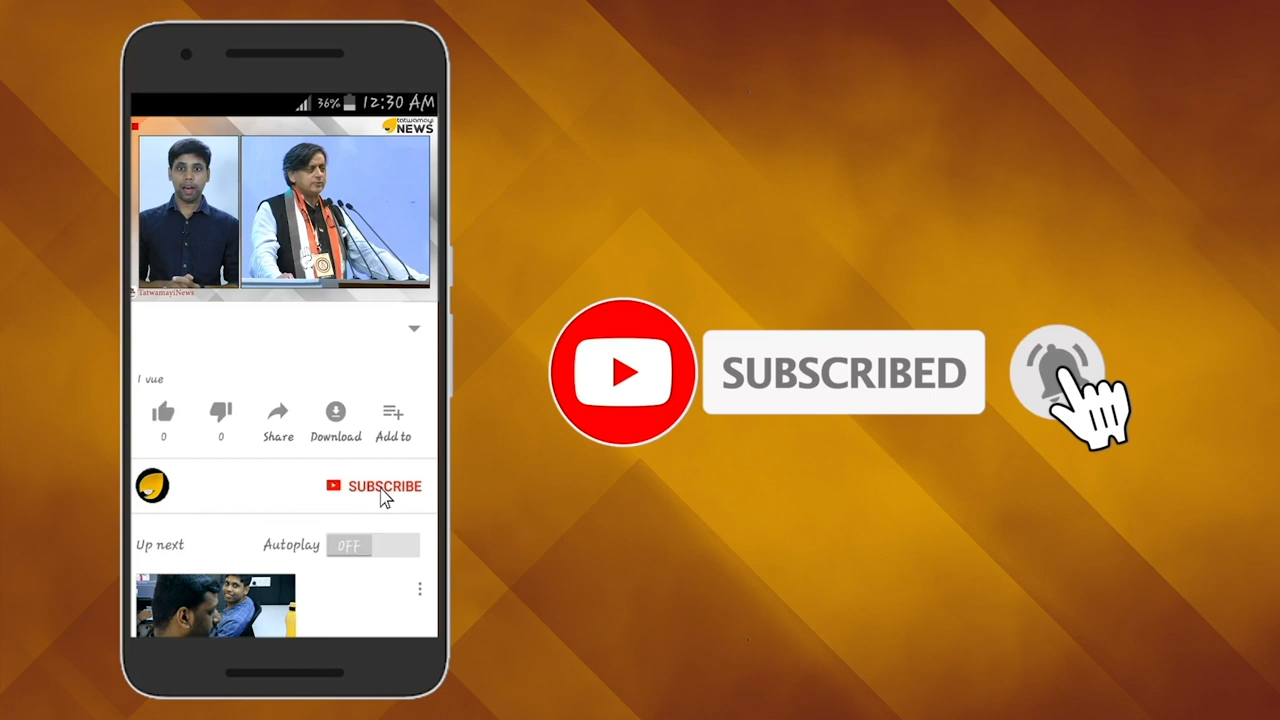 36% 12:30 AM
tatwamayi
NEWS
TatwamayiNews
1 vue
0 0 Share Download Add to
SUBSCRIBE
Up next Autoplay OFF
SUBSCRIBED